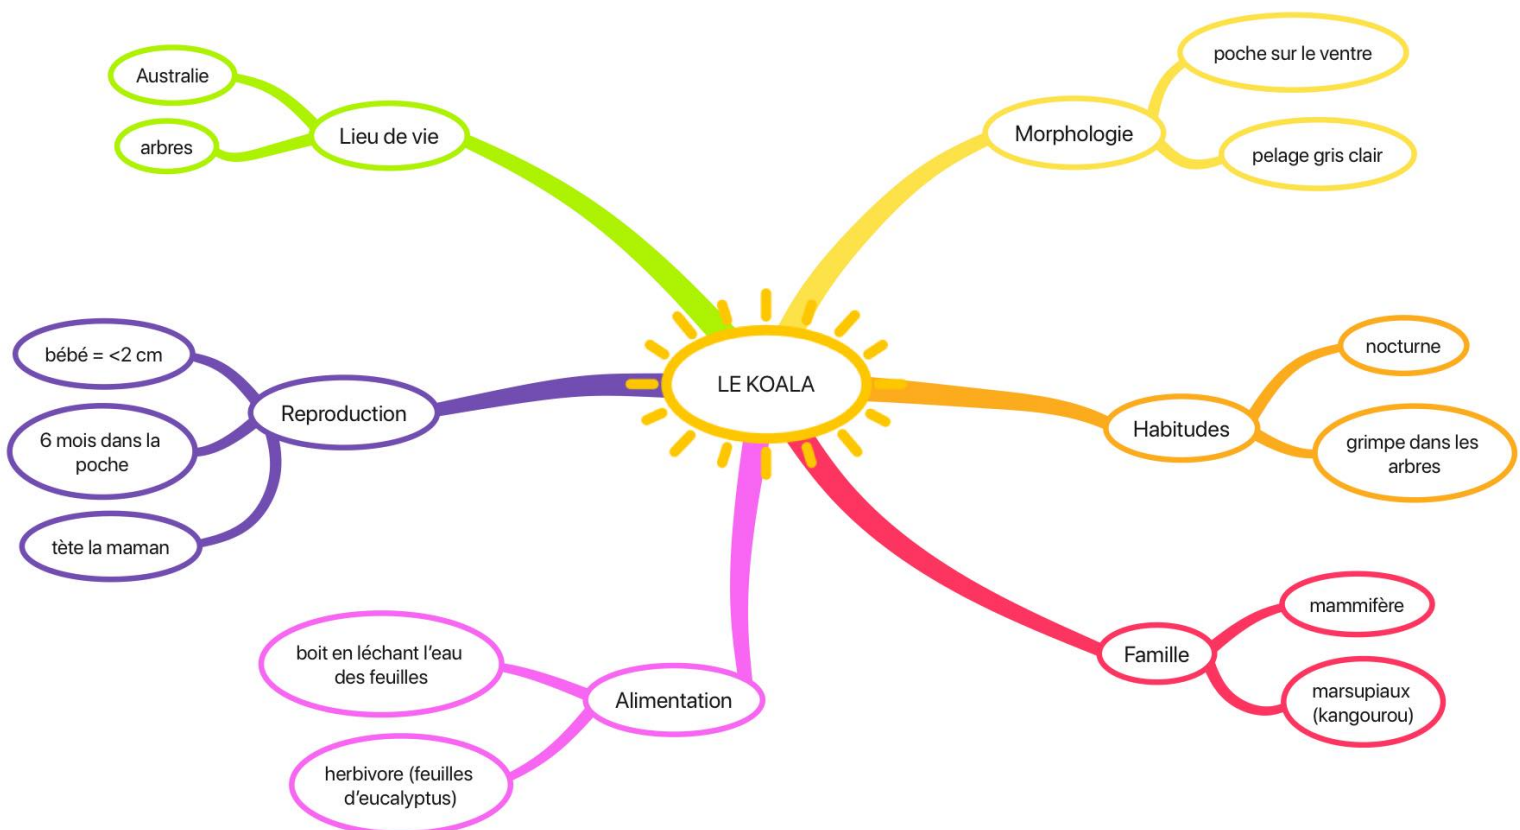 LE KOALA
Lieu de vie
Australie
arbres
Morphologie
poche sur le ventre
pelage gris clair
Habitudes
nocturne
grimpe dans les
arbres
Famille
mammifère
marsupiaux
(kangourou)
Alimentation
boit en léchant l'eau
des feuilles
herbivore (feuilles
d'eucalyptus)
Reproduction
bébé = <2 cm
6 mois dans la
poche
tète la maman